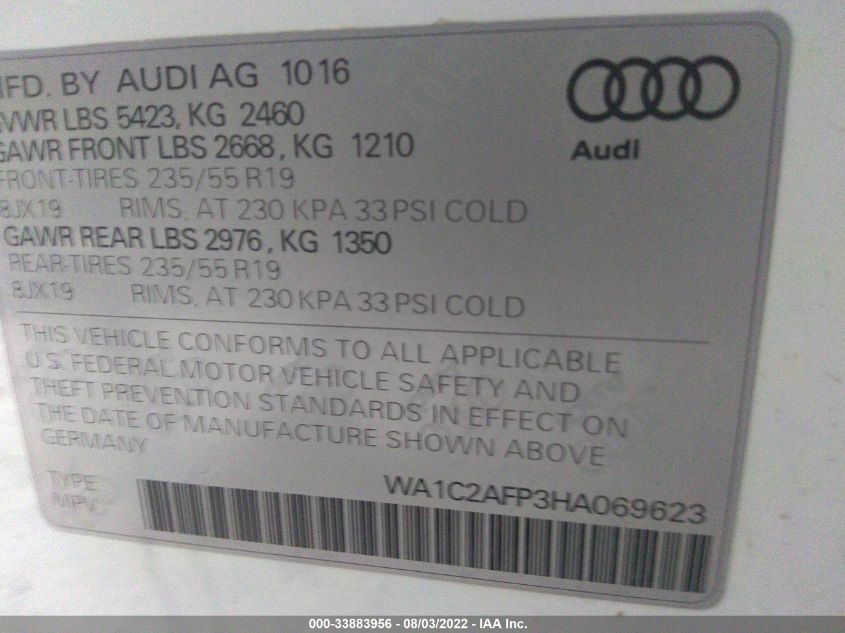 MFD. BY AUDI AG 1016
GVWR LBS 5423, KG 2460
GAWR FRONT LBS 2668, KG 1210
FRONT-TIRES 235/55 R19
8JX19 RIMS, AT 230 KPA 33 PSI COLD
GAWR REAR LBS 2976, KG 1350
REAR-TIRES 235/55 R19
8JX19 RIMS, AT 230 KPA 33 PSI COLD
Audi
THIS VEHICLE CONFORMS TO ALL APPLICABLE
U.S. FEDERAL MOTOR VEHICLE SAFETY AND
THEFT PREVENTION STANDARDS IN EFFECT ON
THE DATE OF MANUFACTURE SHOWN ABOVE
GERMANY
WA1C2AFP3HA069623
TYPE
MPV
000-33883956 - 08/03/2022 - IAA Inc.